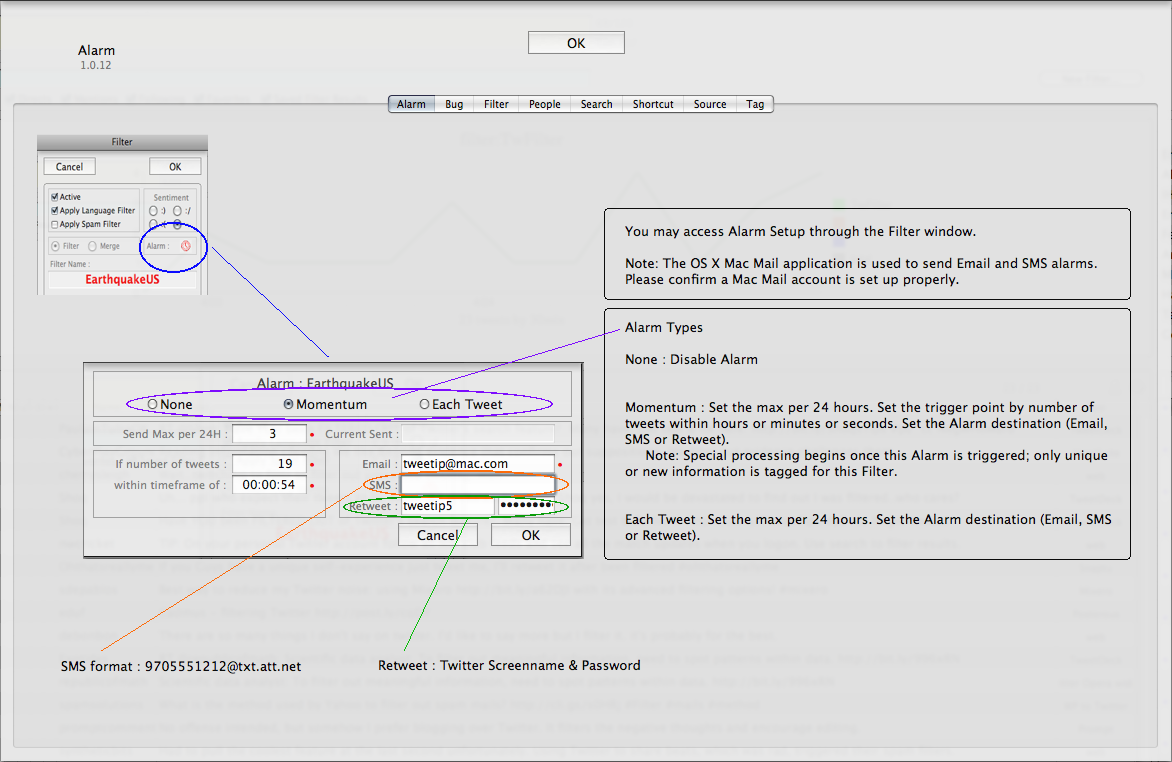 Alarm
1.0.12
OK
Alarm Bug Filter People Search Shortcut Source Tag
Filter
Cancel OK
Active
Apply Language Filter
Apply Spam Filter
Sentiment
:) :/
Filter Merge Alarm :
Filter Name :
EarthquakeUS
You may access Alarm Setup through the Filter window.
Note: The OS X Mac Mail application is used to send Email and SMS alarms.
Please confirm a Mac Mail account is set up properly.
Alarm Types
None : Disable Alarm
Momentum : Set the max per 24 hours. Set the trigger point by number of
tweets within hours or minutes or seconds. Set the Alarm destination (Email,
SMS or Retweet).
Note: Special processing begins once this Alarm is triggered; only unique
or new information is tagged for this Filter.
Each Tweet : Set the max per 24 hours. Set the Alarm destination (Email, SMS
or Retweet).
Alarm : EarthquakeUS
None Momentum Each Tweet
Send Max per 24H : 3 Current Sent :
If number of tweets : 19
within timeframe of : 00:00:54
Email : tweetip@mac.com
SMS :
Retweet : tweetip5 ••••••••
Cancel OK
SMS format : 9705551212@txt.att.net
Retweet : Twitter Screenname & Password